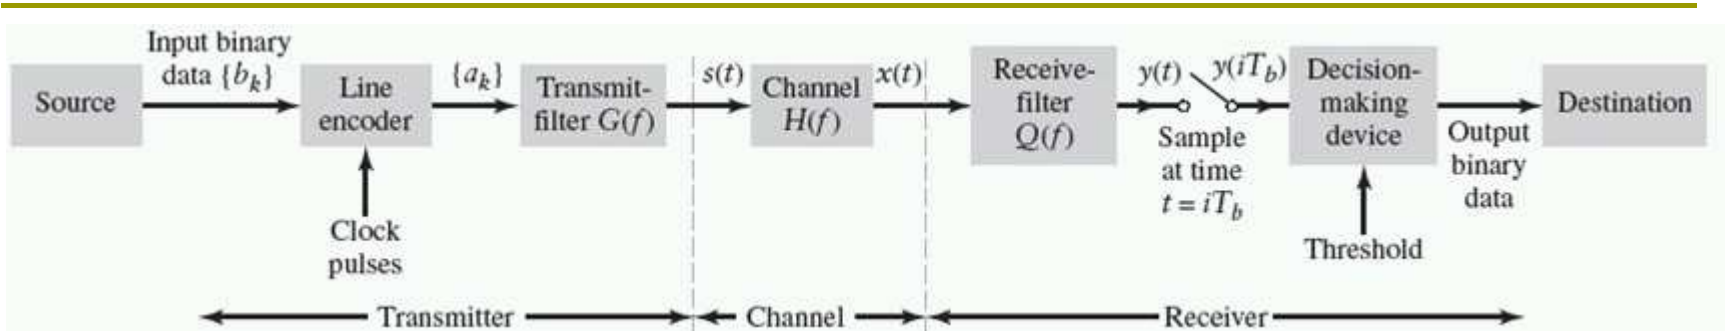 Source
Input binary
data {b_k}
Line
encoder
Clock
pulses
{a_k}
Transmit-
filter G(f)
s(t)
Channel
H(f)
x(t)
Receive-
filter
Q(f)
y(t)
y(iT_b)
Sample
at time
t = iT_b
Decision-
making
device
Threshold
Output
binary
data
Destination
Transmitter
Channel
Receiver